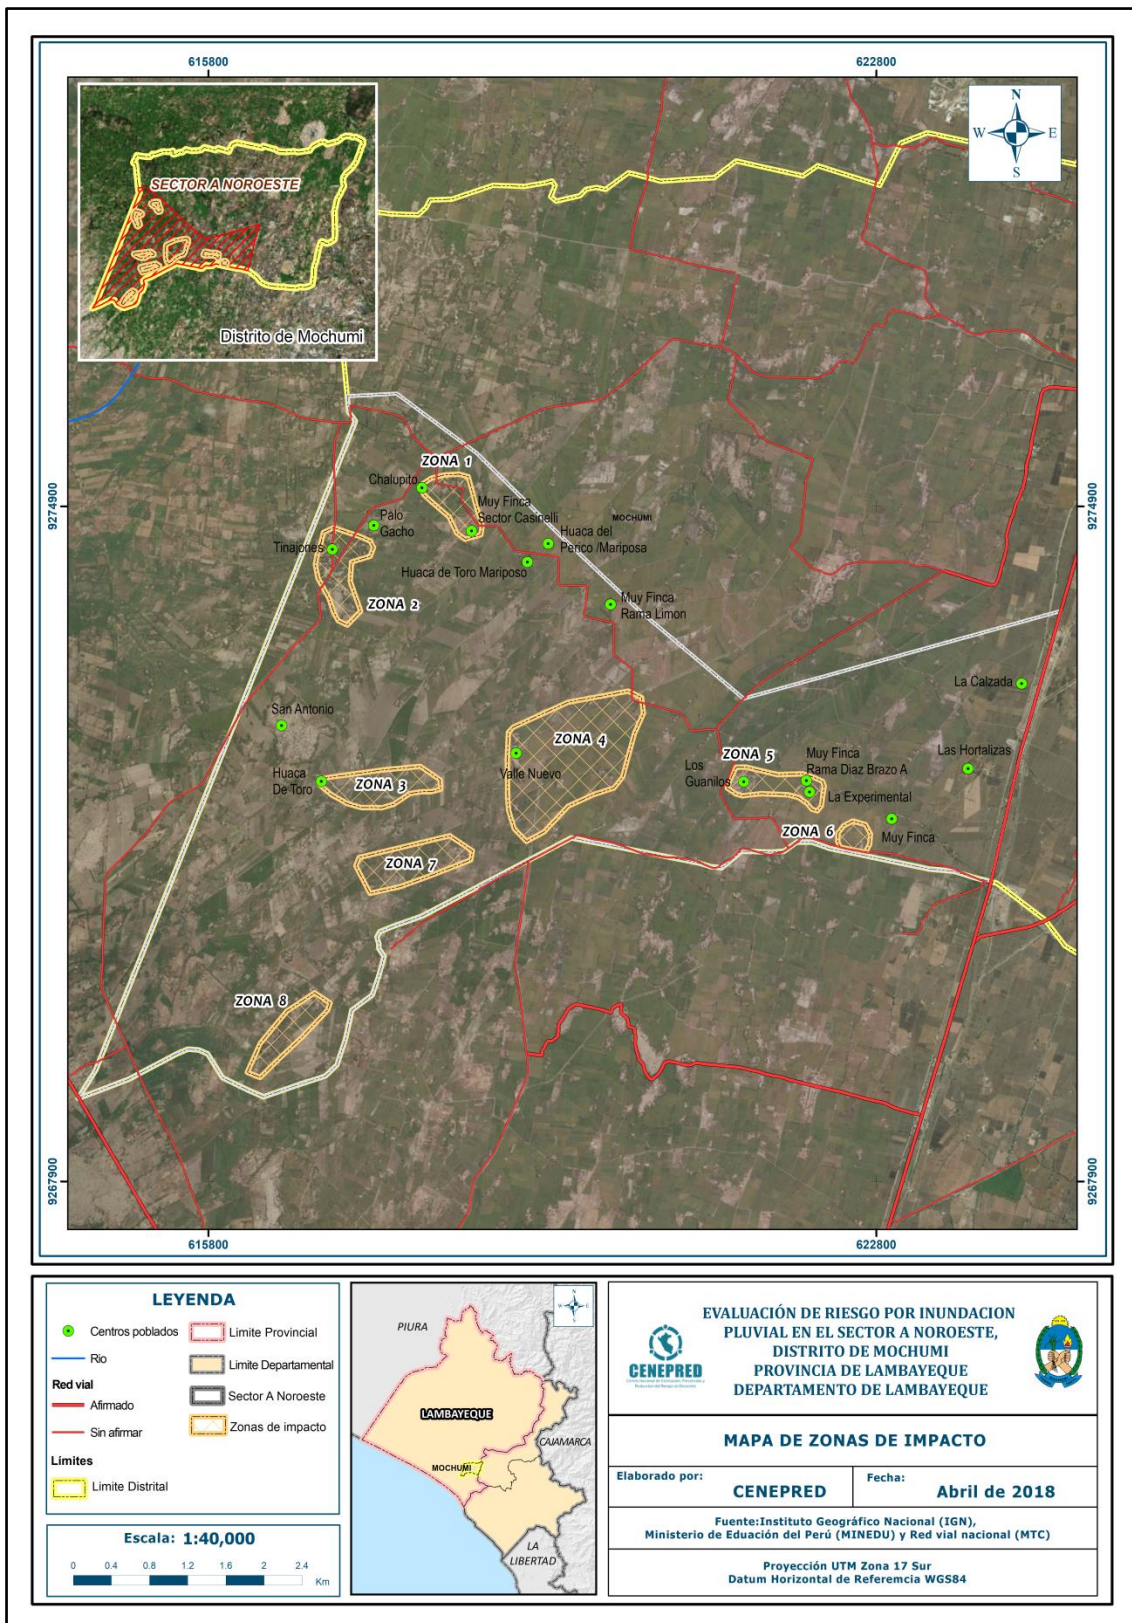 615800
622800
SECTOR A NOROESTE
Distrito de Mochumi
N
W
E
S
9274900
9274900
ZONA 1
Chalupito
Muy Finca
Sector Casinelli
MOCHUMI
Palo
Gacho
Huaca del
Perico /Mariposa
Tinajones
Huaca de Toro Mariposo
ZONA 2
Muy Finca
Rama Limon
La Calzada
San Antonio
ZONA 4
Valle Nuevo
ZONA 5
Muy Finca
Rama Diaz Brazo A
Las Hortalizas
Los
Guanilos
Huaca
De Toro
ZONA 3
La Experimental
ZONA 6
Muy Finca
ZONA 7
ZONA 8
9267900
9267900
615800
622800
LEYENDA
Centros poblados
Rio
Red vial
Afirmado
Sin afirmar
Limites
Limite Distrital
Limite Provincial
Limite Departamental
Sector A Noroeste
Zonas de impacto
Escala: 1:40,000
0 0.4 0.8 1.2 1.6 2 2.4
Km
PIURA
LAMBAYEQUE
CAJAMARCA
MOCHUMI
LA
LIBERTAD
CENEPRED
EVALUACIÓN DE RIESGO POR INUNDACION
PLUVIAL EN EL SECTOR A NOROESTE,
DISTRITO DE MOCHUMI
PROVINCIA DE LAMBAYEQUE
DEPARTAMENTO DE LAMBAYEQUE
MAPA DE ZONAS DE IMPACTO
Elaborado por:
CENEPRED
Fecha:
Abril de 2018
Fuente:Instituto Geográfico Nacional (IGN),
Ministerio de Eduación del Perú (MINEDU) y Red vial nacional (MTC)
Proyección UTM Zona 17 Sur
Datum Horizontal de Referemcia WGS84